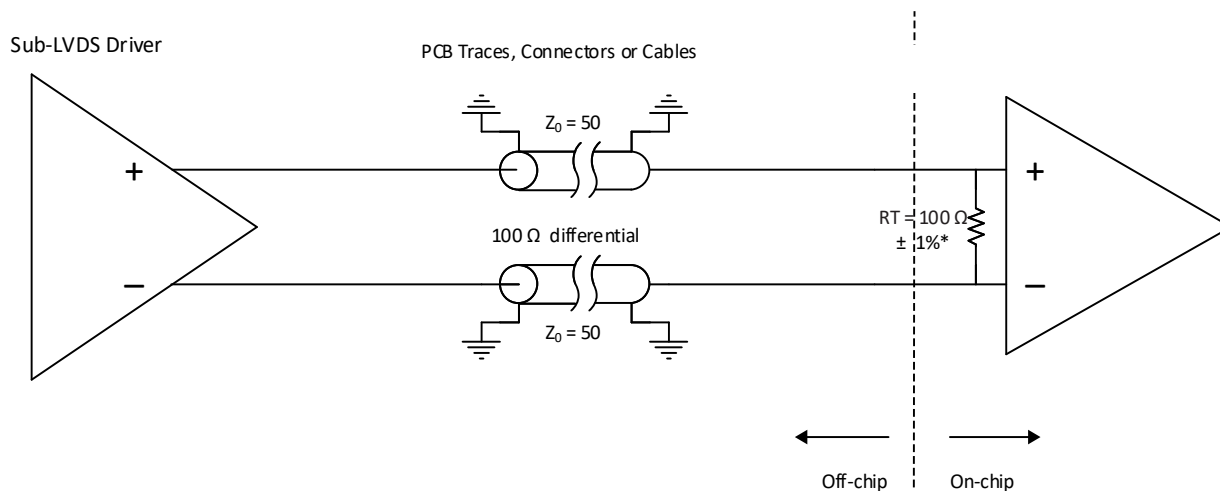 Sub-LVDS Driver
PCB Traces, Connectors or Cables
Z0 = 50
+
+
RT = 100 Ω
± 1%*
100 Ω differential
−
−
Z0 = 50
Off-chip
On-chip